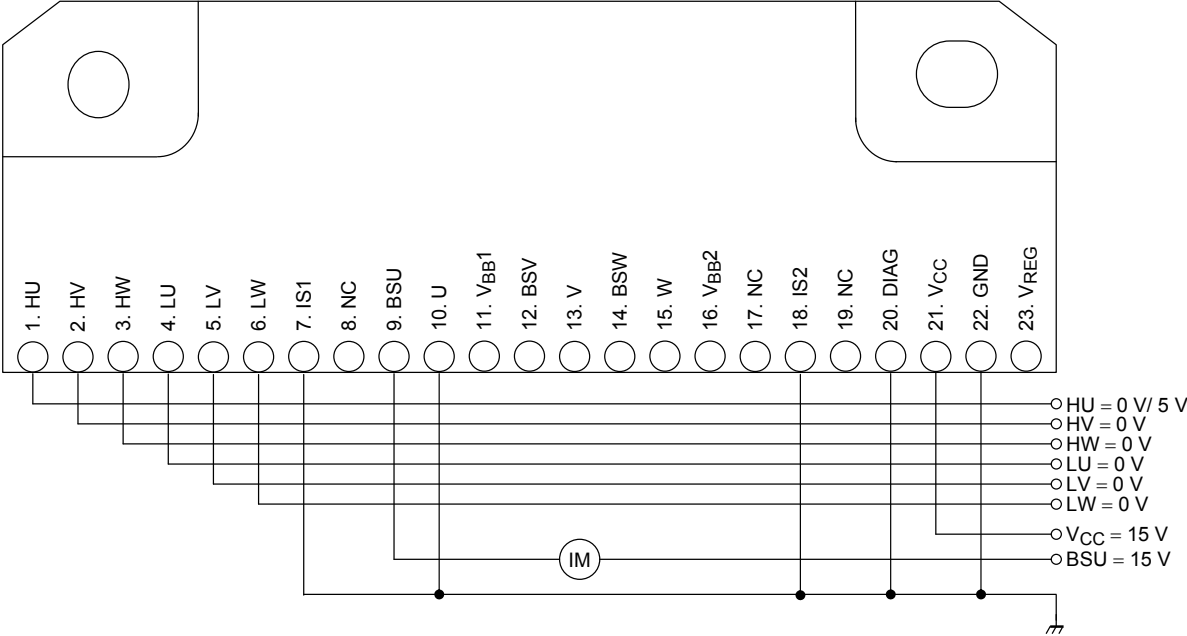 1. HU
2. HV
3. HW
4. LU
5. LV
6. LW
7. IS1
8. NC
9. BSU
10. U
11. VBB1
12. BSV
13. V
14. BSW
15. W
16. VBB2
17. NC
18. IS2
19. NC
20. DIAG
21. VCC
22. GND
23. VREG
HU = 0 V/ 5 V
HV = 0 V
HW = 0 V
LU = 0 V
LV = 0 V
LW = 0 V
VCC = 15 V
IM
BSU = 15 V